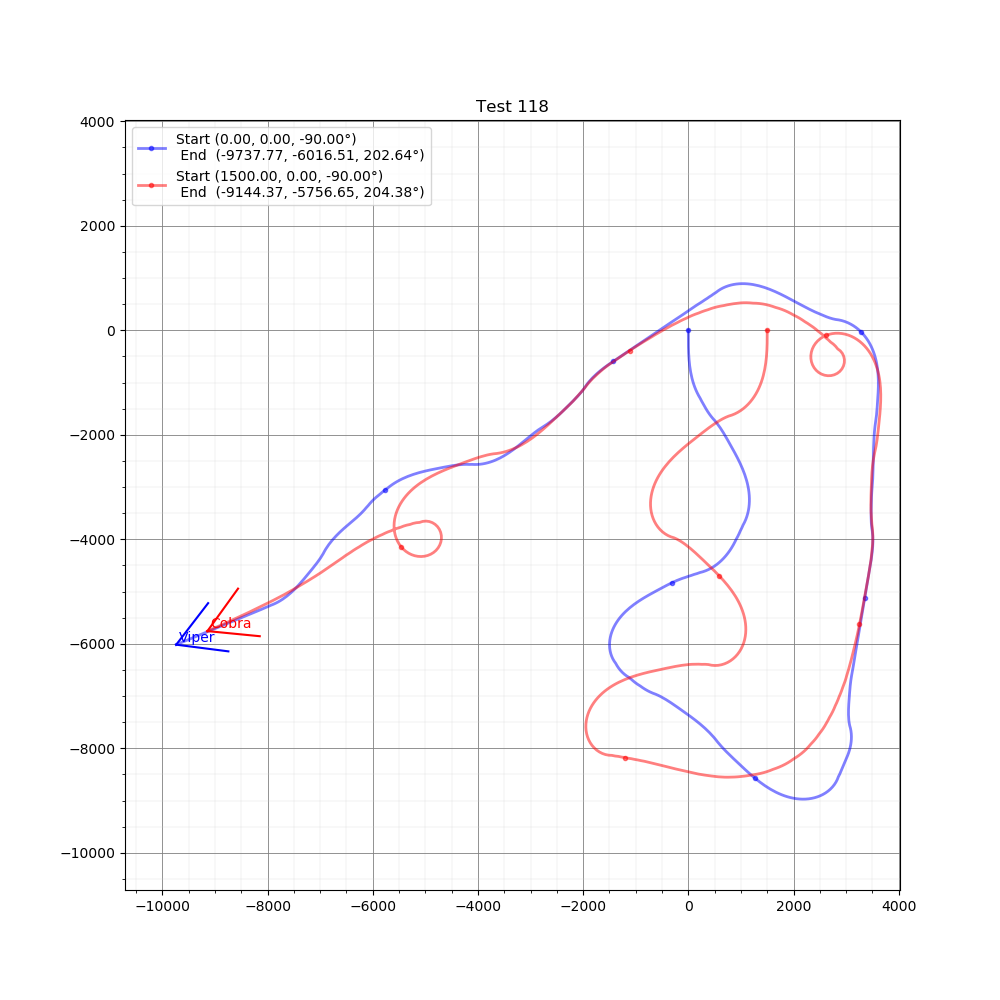 Test 118
Start (0.00, 0.00, -90.00°)
End (-9737.77, -6016.51, 202.64°)
Start (1500.00, 0.00, -90.00°)
End (-9144.37, -5756.65, 204.38°)
4000
2000
0
−2000
−4000
−6000
−8000
−10000
Cobra
Viper
−10000 −8000 −6000 −4000 −2000 0 2000 4000